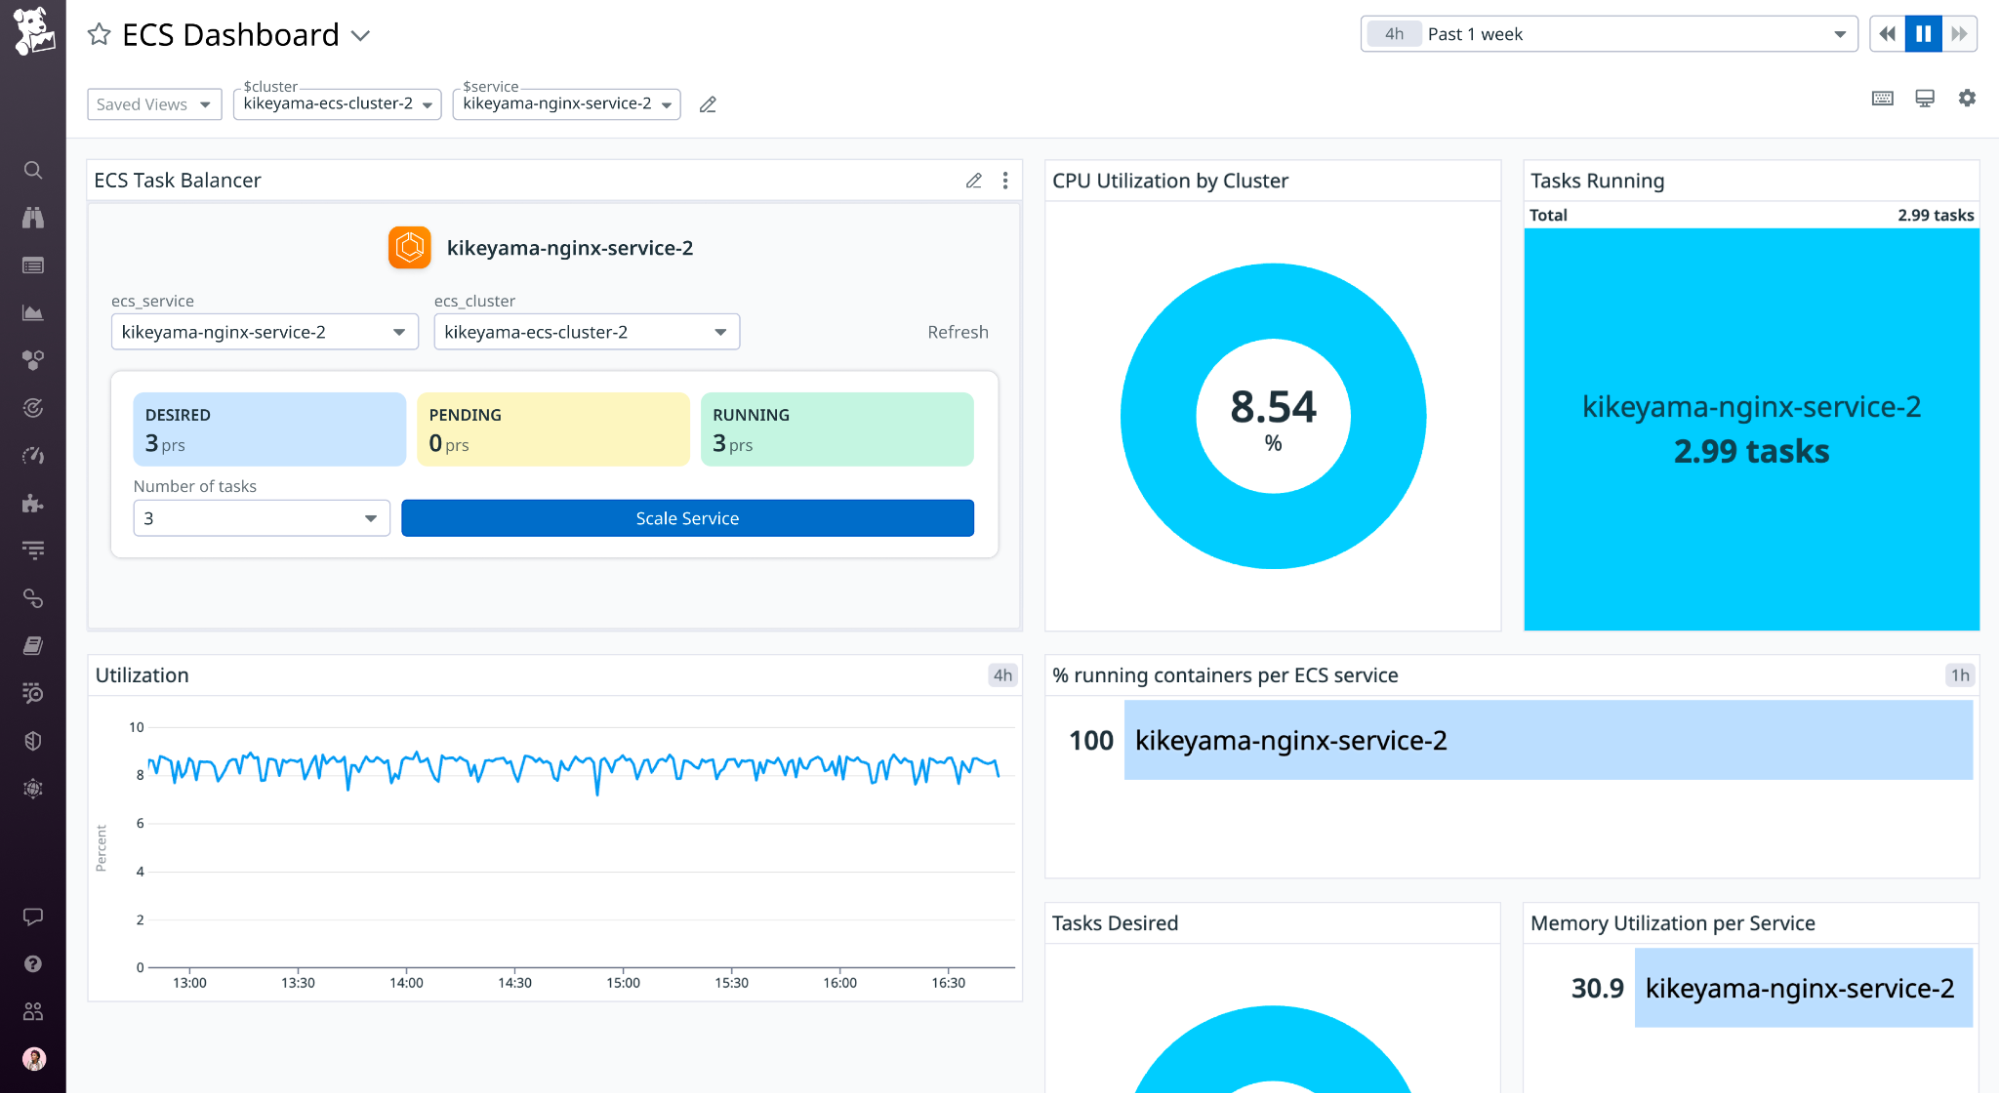 ECS Dashboard
4h Past 1 week
Saved Views
$cluster
kikeyama-ecs-cluster-2
$service
kikeyama-nginx-service-2
ECS Task Balancer
kikeyama-nginx-service-2
ecs_service
ecs_cluster
kikeyama-nginx-service-2
kikeyama-ecs-cluster-2
Refresh
DESIRED
3 prs
PENDING
0 prs
RUNNING
3 prs
Number of tasks
3
Scale Service
CPU Utilization by Cluster
8.54
%
Tasks Running
Total 2.99 tasks
kikeyama-nginx-service-2
2.99 tasks
Utilization 4h
Percent
10
8
6
4
2
0
13:00 13:30 14:00 14:30 15:00 15:30 16:00 16:30
% running containers per ECS service 1h
100 kikeyama-nginx-service-2
Tasks Desired
Memory Utilization per Service
30.9 kikeyama-nginx-service-2